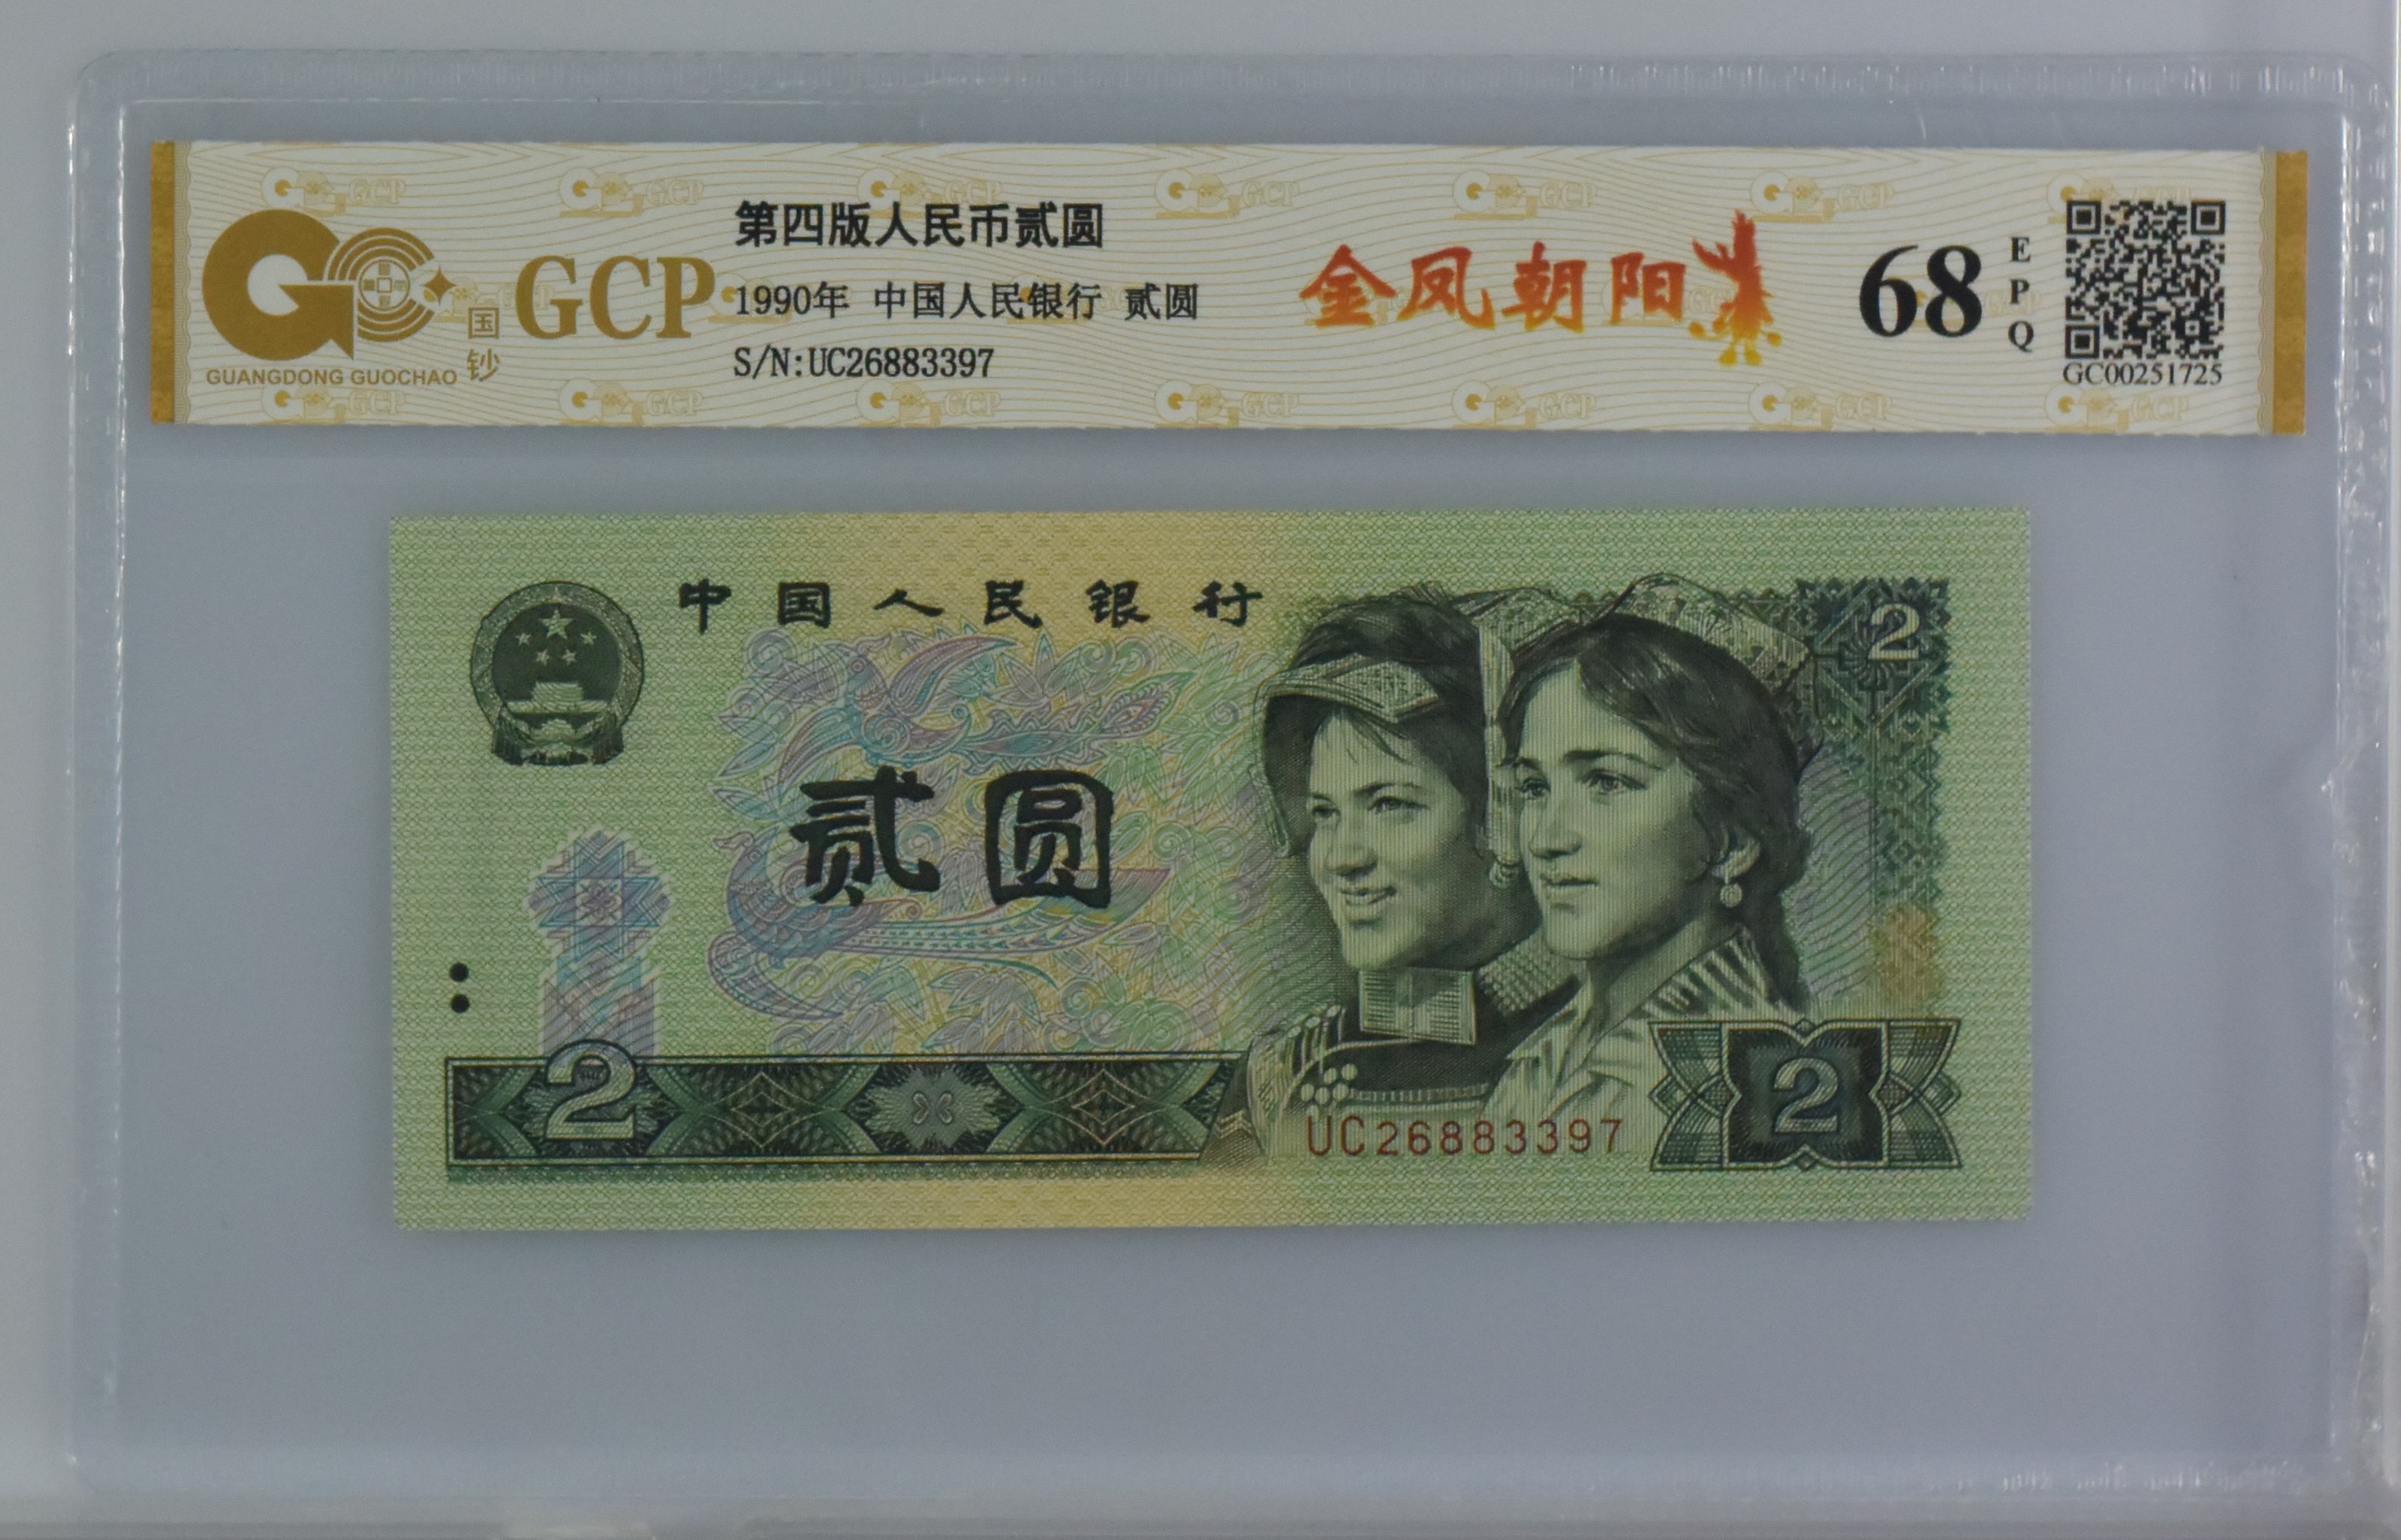 GUANGDONG GUOCHAO
国钞
GCP
第四版人民币贰圆
1990年 中国人民银行 贰圆
S/N:UC26883397
金凤朝阳
68
EPQ
GC00251725
中国人民银行
2
贰圆
2
UC26883397
2